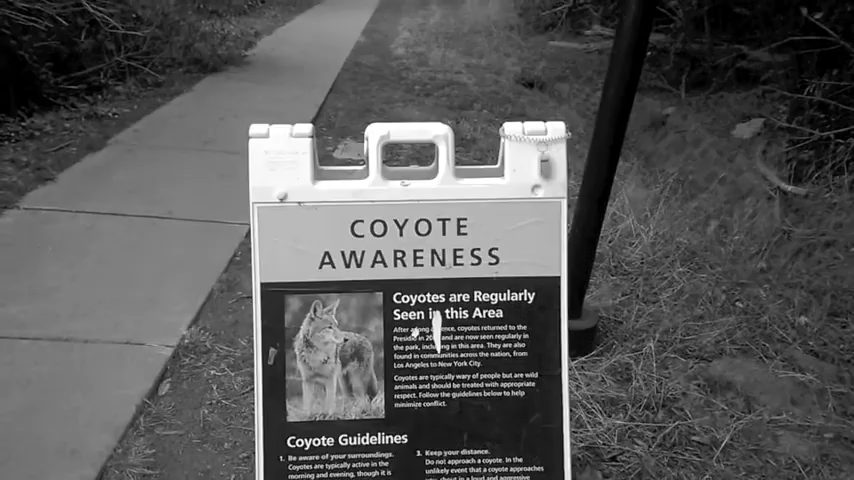 COYOTE
AWARENESS
Coyotes are Regularly
Seen in this Area
After a long absence, coyotes returned to the
Presidio in and are now seen regularly in
the park, including in this area. They are also
found in communities across the nation, from
Los Angeles to New York City.
Coyotes are typically wary of people but are wild
animals and should be treated with appropriate
respect. Follow the guidelines below to help
minimize conflict.
Coyote Guidelines
1. Be aware of your surroundings.
Coyotes are typically active in the
morning and evening, though it is
3. Keep your distance.
Do not approach a coyote. In the
unlikely event that a coyote approaches